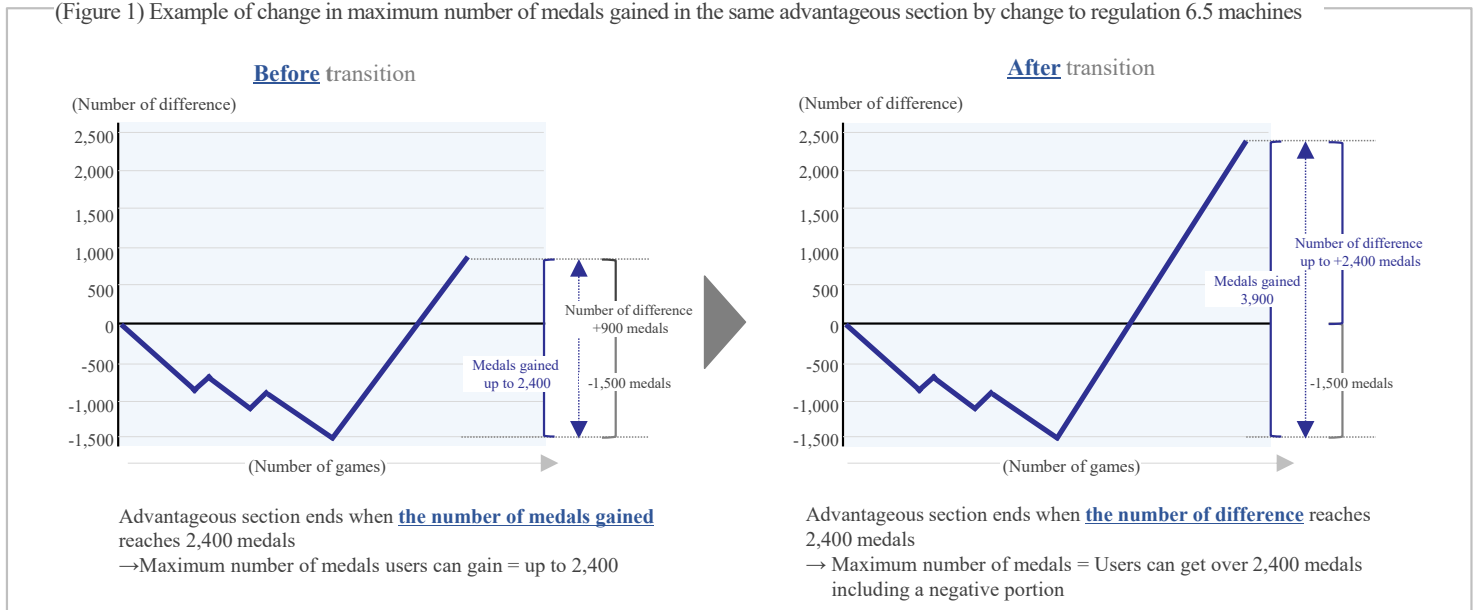 (Figure 1) Example of change in maximum number of medals gained in the same advantageous section by change to regulation 6.5 machines
Before transition
(Number of difference)
2,500
2,000
1,500
1,000
500
0
-500
-1,000
-1,500
Number of difference
+900 medals
Medals gained
up to 2,400
-1,500 medals
(Number of games)
Advantageous section ends when the number of medals gained
reaches 2,400 medals
→Maximum number of medals users can gain = up to 2,400
After transition
(Number of difference)
2,500
2,000
1,500
1,000
500
0
-500
-1,000
-1,500
Number of difference
up to +2,400 medals
Medals gained
3,900
-1,500 medals
(Number of games)
Advantageous section ends when the number of difference reaches
2,400 medals
→ Maximum number of medals = Users can get over 2,400 medals
including a negative portion